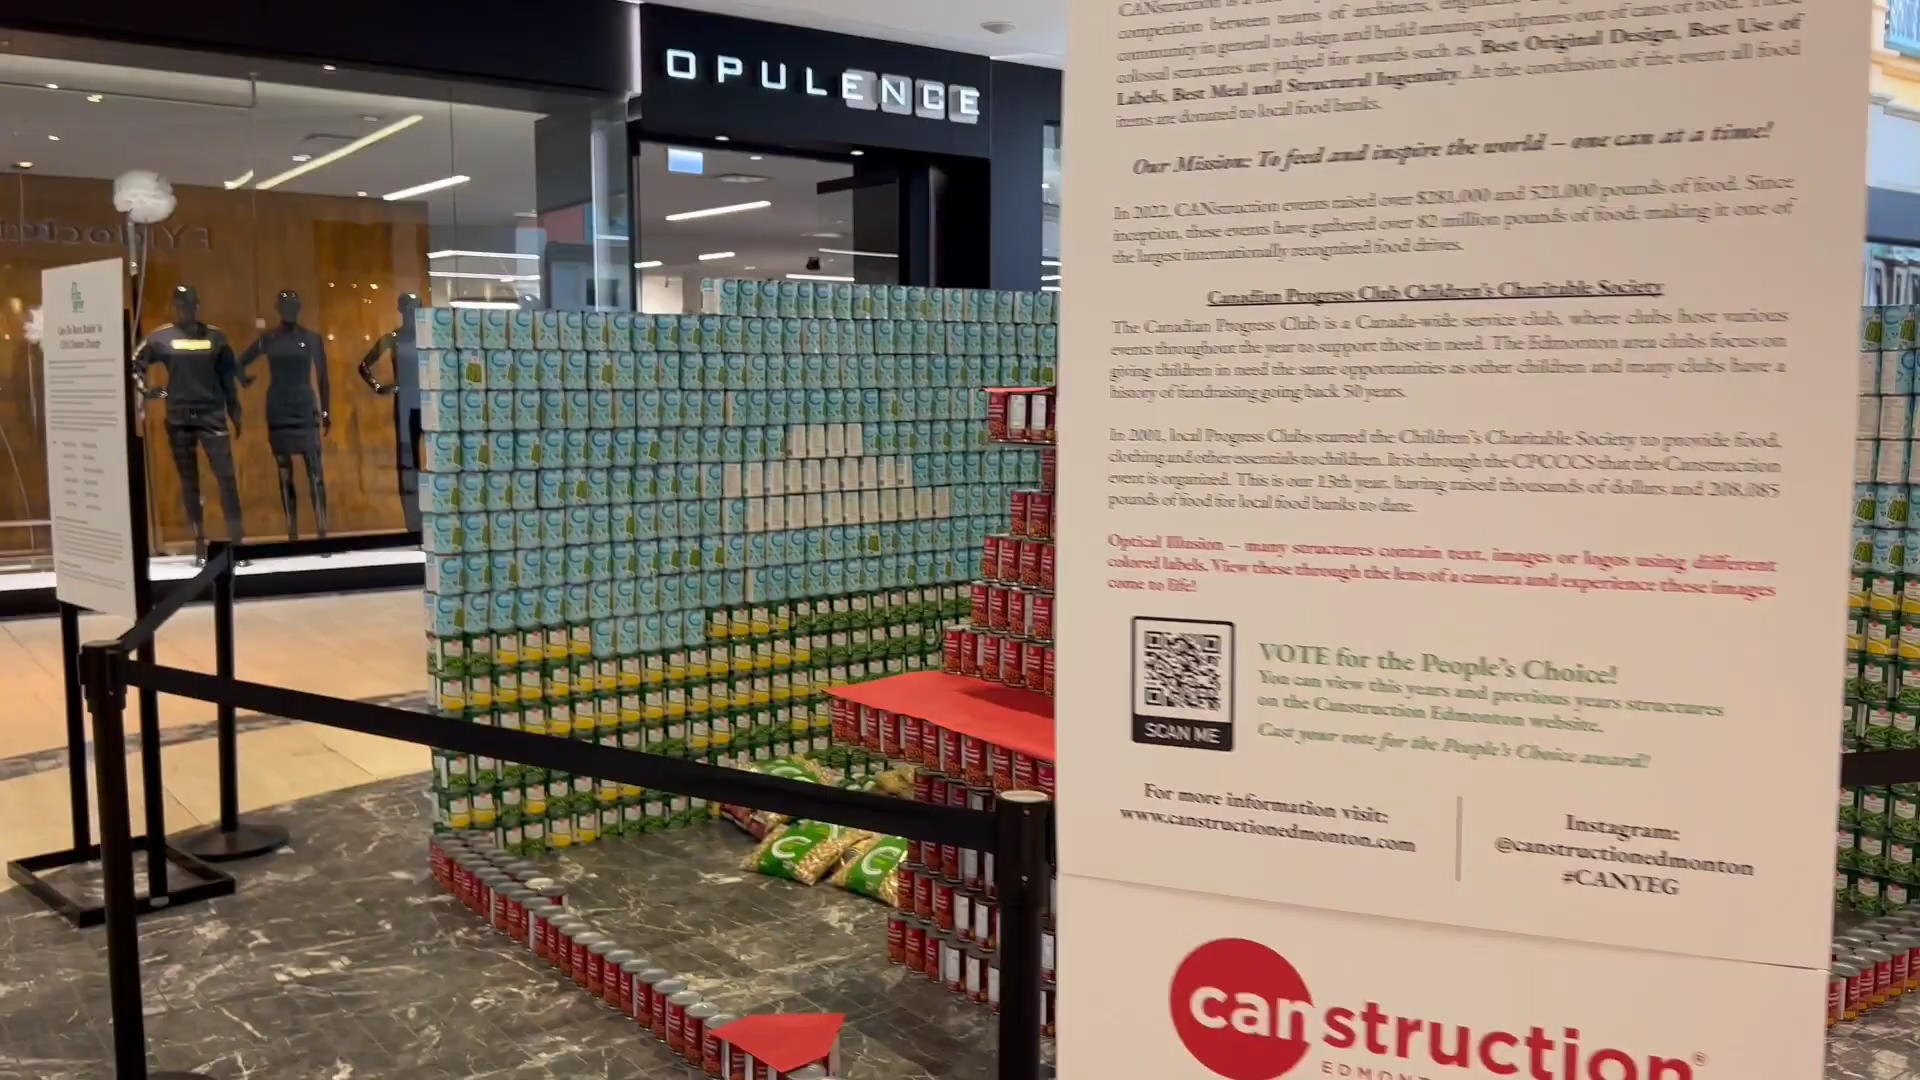 OPULENCE
CANstruction is a
competition between teams of architects,
community in general to design and build amazing sculptures out of cans of food. These
colossal structures are judged for awards such as, Best Original Design, Best Use of
Labels, Best Meal and Structural Ingenuity. At the conclusion of the event all food
items are donated to local food banks.
Our Mission: To feed and inspire the world – one can at a time!
In 2022, CANstruction events raised over $281,000 and 521,000 pounds of food. Since
inception, these events have gathered over 82 million pounds of food: making it one of
the largest internationally recognized food drives.
Canadian Progress Club Children's Charitable Society
The Canadian Progress Club is a Canada-wide service club, where clubs host various
events throughout the year to support those in need. The Edmonton area clubs focus on
giving children in need the same opportunities as other children and many clubs have a
history of fundraising going back 50 years.
In 2001, local Progress Clubs started the Children's Charitable Society to provide food,
clothing and other essentials to children. It is through the CPCCCS that the Canstruction
event is organized. This is our 13th year, having raised thousands of dollars and 208,085
pounds of food for local food banks to date.
Optical Illusion – many structures contain text, images or logos using different
colored labels. View these through the lens of a camera and experience these images
come to life!
SCAN ME
VOTE for the People's Choice!
You can view this years and previous years structures
on the Canstruction Edmonton website.
Cast your vote for the People's Choice award!
For more information visit:
www.canstructionedmonton.com
Instagram:
@canstructionedmonton
#CANYEG
canstruction®